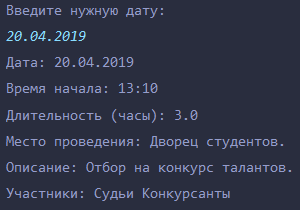 Введите нужную дату:
20.04.2019
Дата: 20.04.2019
Время начала: 13:10
Длительность (часы): 3.0
Место проведения: Дворец студентов.
Описание: Отбор на конкурс талантов.
Участники: Судьи Конкурсанты